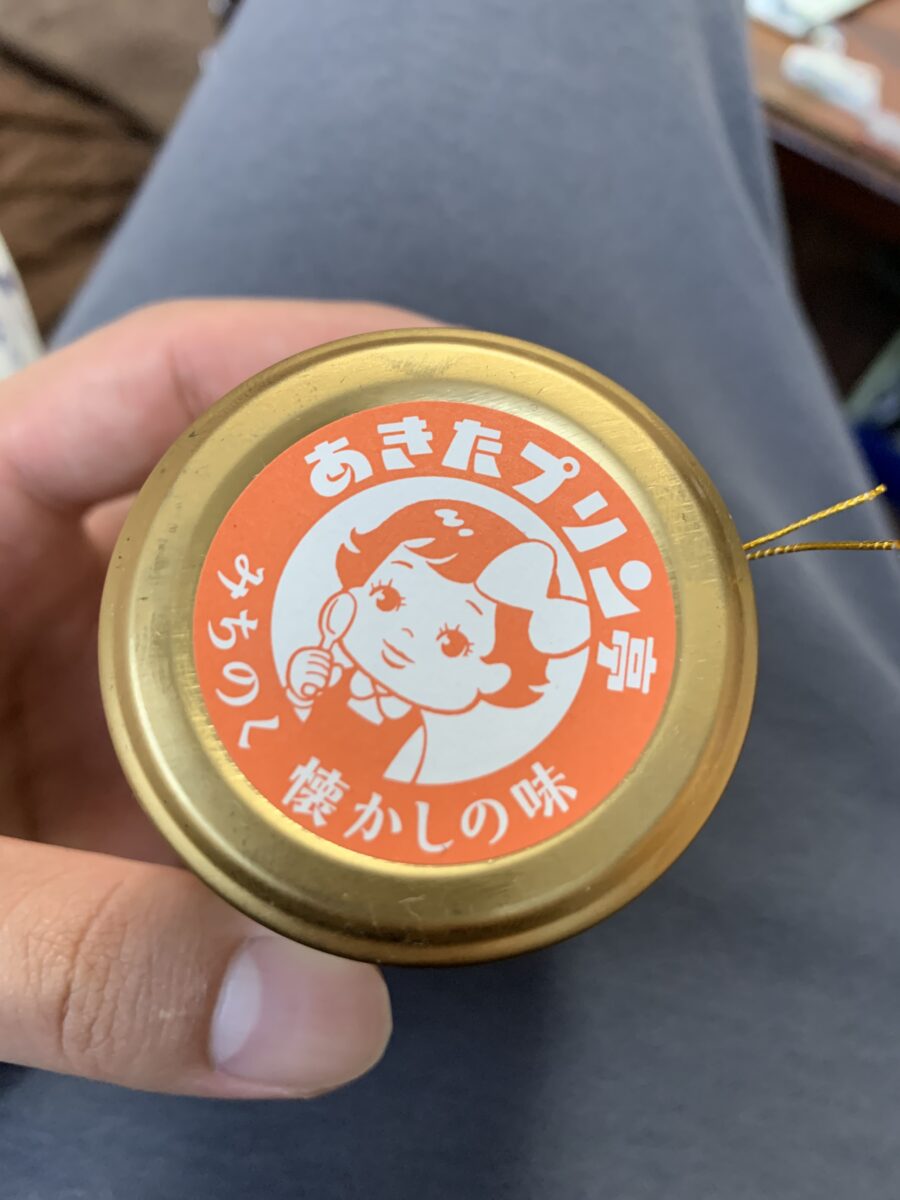 あきたプリン亭
みちのく
懐かしの味